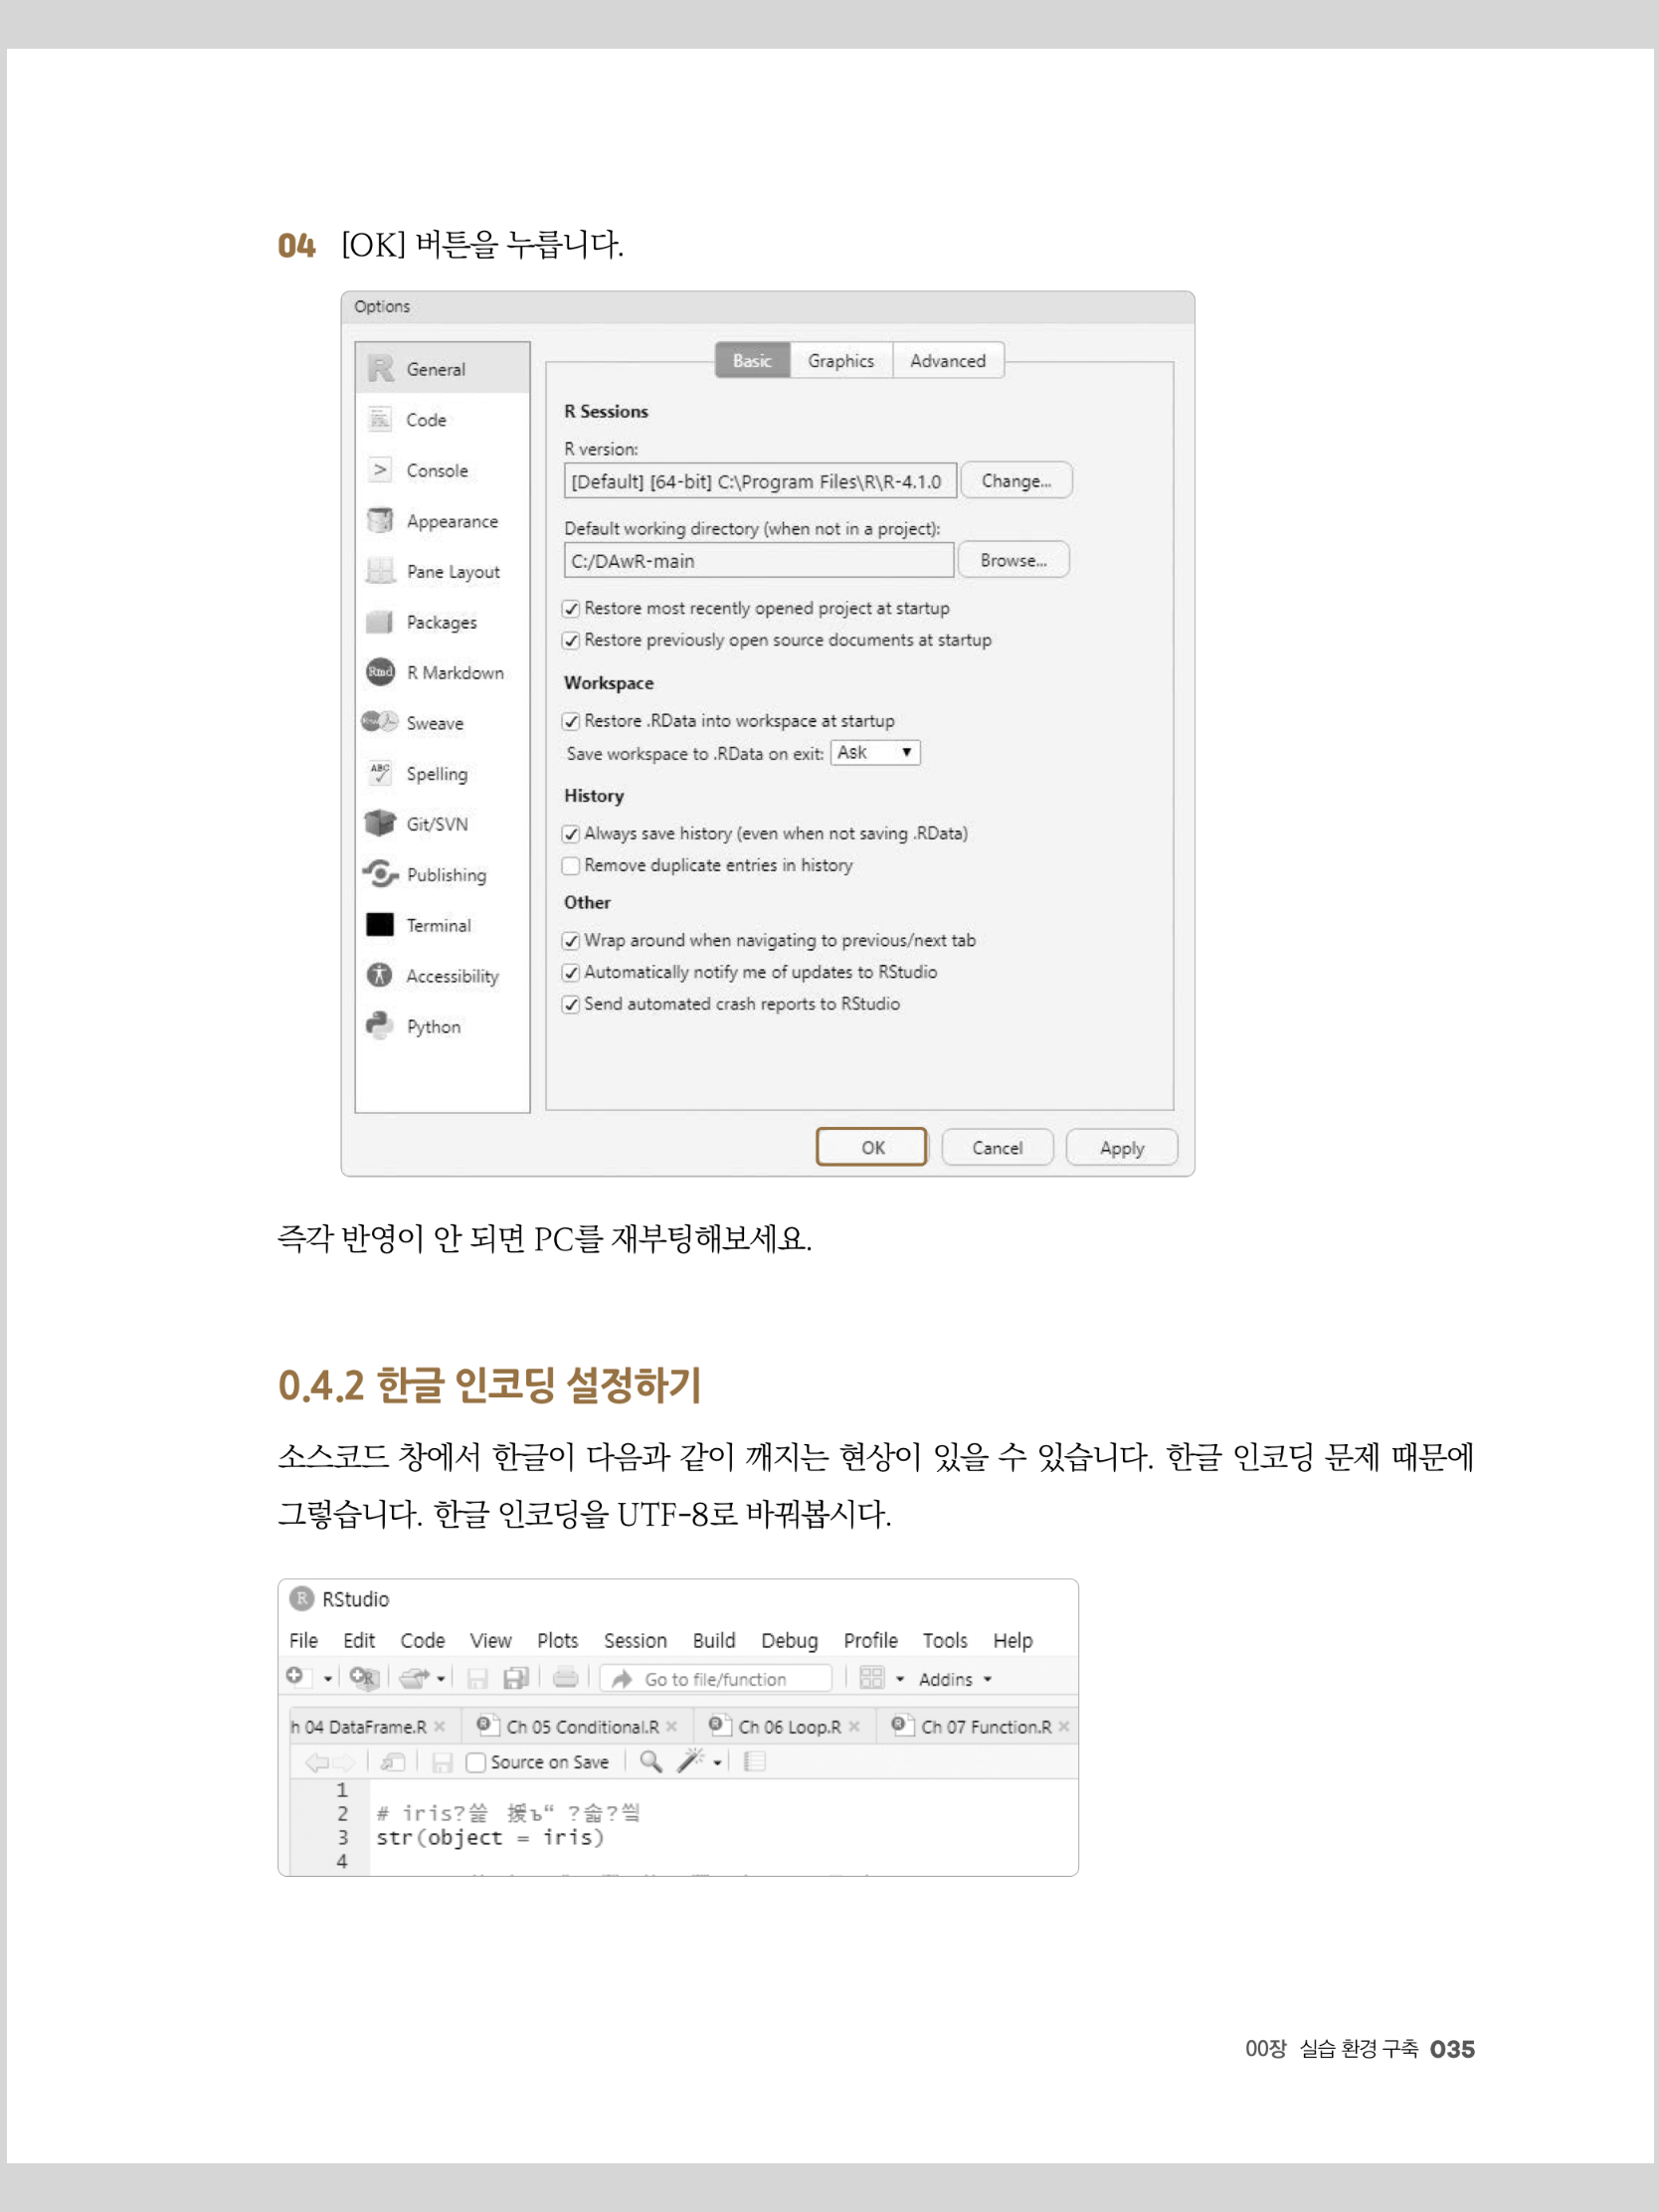 04 [OK] 버튼을 누릅니다.
Options
General
Code
Console
Appearance
Pane Layout
Packages
R Markdown
Sweave
Spelling
Git/SVN
Publishing
Terminal
Accessibility
Python
Basic Graphics Advanced
R Sessions
R version:
[Default] [64-bit] C:\Program Files\R\R-4.1.0 Change...
Default working directory (when not in a project):
C:/DAwR-main Browse...
Restore most recently opened project at startup
Restore previously open source documents at startup
Workspace
Restore .RData into workspace at startup
Save workspace to .RData on exit: Ask
History
Always save history (even when not saving .RData)
Remove duplicate entries in history
Other
Wrap around when navigating to previous/next tab
Automatically notify me of updates to RStudio
Send automated crash reports to RStudio
OK Cancel Apply
즉각 반영이 안 되면 PC를 재부팅해보세요.
0.4.2 한글 인코딩 설정하기
소스코드 창에서 한글이 다음과 같이 깨지는 현상이 있을 수 있습니다. 한글 인코딩 문제 때문에
그렇습니다. 한글 인코딩을 UTF-8로 바꿔봅시다.
R RStudio
File Edit Code View Plots Session Build Debug Profile Tools Help
Go to file/function Addins
h 04 DataFrame.R Ch 05 Conditional.R Ch 06 Loop.R Ch 07 Function.R
Source on Save
1
2 # iris
3 str(object = iris)
4
00장 실습 환경 구축 035